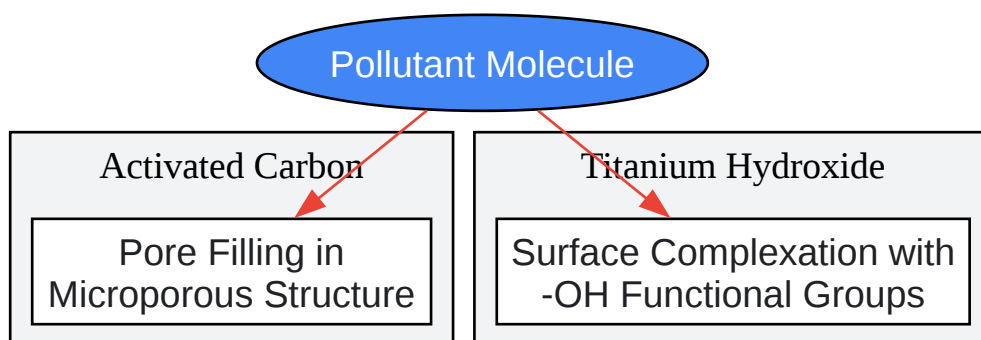 Pollutant Molecule
Activated Carbon
Pore Filling in
Microporous Structure
Titanium Hydroxide
Surface Complexation with
-OH Functional Groups